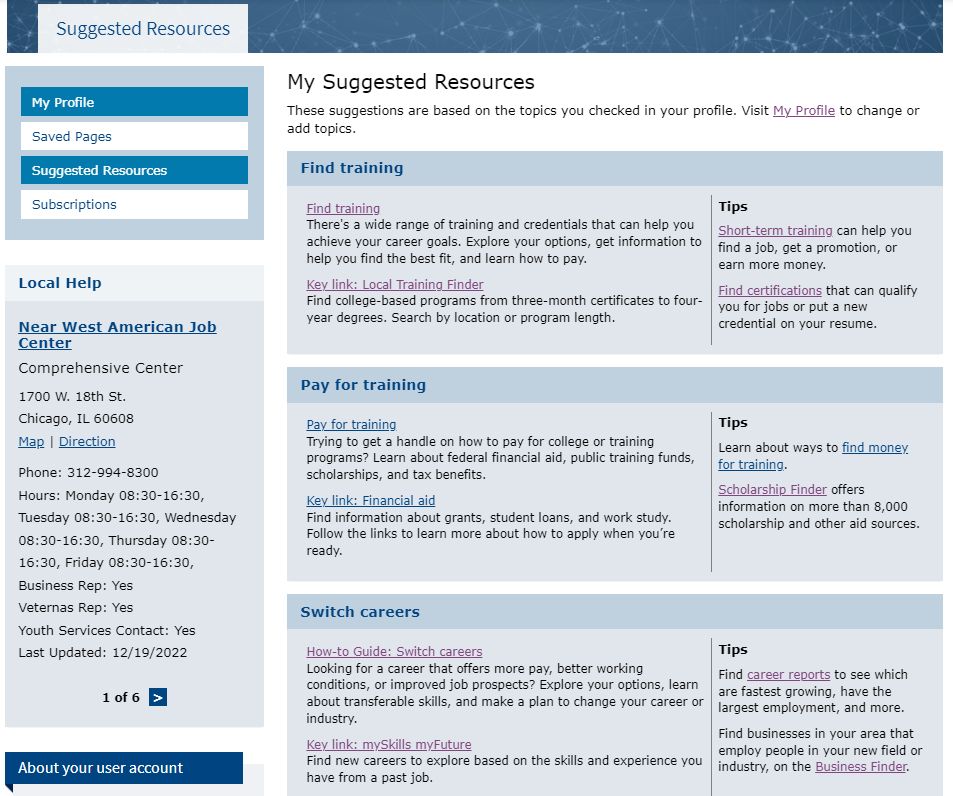 Suggested Resources
My Profile
Saved Pages
Suggested Resources
Subscriptions
Local Help
Near West American Job
Center
Comprehensive Center
1700 W. 18th St.
Chicago, IL 60608
Map | Direction
Phone: 312-994-8300
Hours: Monday 08:30-16:30,
Tuesday 08:30-16:30, Wednesday
08:30-16:30, Thursday 08:30-
16:30, Friday 08:30-16:30,
Business Rep: Yes
Veternas Rep: Yes
Youth Services Contact: Yes
Last Updated: 12/19/2022
1 of 6 >
About your user account
My Suggested Resources
These suggestions are based on the topics you checked in your profile. Visit My Profile to change or
add topics.
Find training
Find training
There's a wide range of training and credentials that can help you
achieve your career goals. Explore your options, get information to
help you find the best fit, and learn how to pay.
Key link: Local Training Finder
Find college-based programs from three-month certificates to four-
year degrees. Search by location or program length.
Tips
Short-term training can help you
find a job, get a promotion, or
earn more money.
Find certifications that can qualify
you for jobs or put a new
credential on your resume.
Pay for training
Pay for training
Trying to get a handle on how to pay for college or training
programs? Learn about federal financial aid, public training funds,
scholarships, and tax benefits.
Key link: Financial aid
Find information about grants, student loans, and work study.
Follow the links to learn more about how to apply when you’re
ready.
Tips
Learn about ways to find money
for training.
Scholarship Finder offers
information on more than 8,000
scholarship and other aid sources.
Switch careers
How-to Guide: Switch careers
Looking for a career that offers more pay, better working
conditions, or improved job prospects? Explore your options, learn
about transferable skills, and make a plan to change your career or
industry.
Key link: mySkills myFuture
Find new careers to explore based on the skills and experience you
have from a past job.
Tips
Find career reports to see which
are fastest growing, have the
largest employment, and more.
Find businesses in your area that
employ people in your new field or
industry, on the Business Finder.